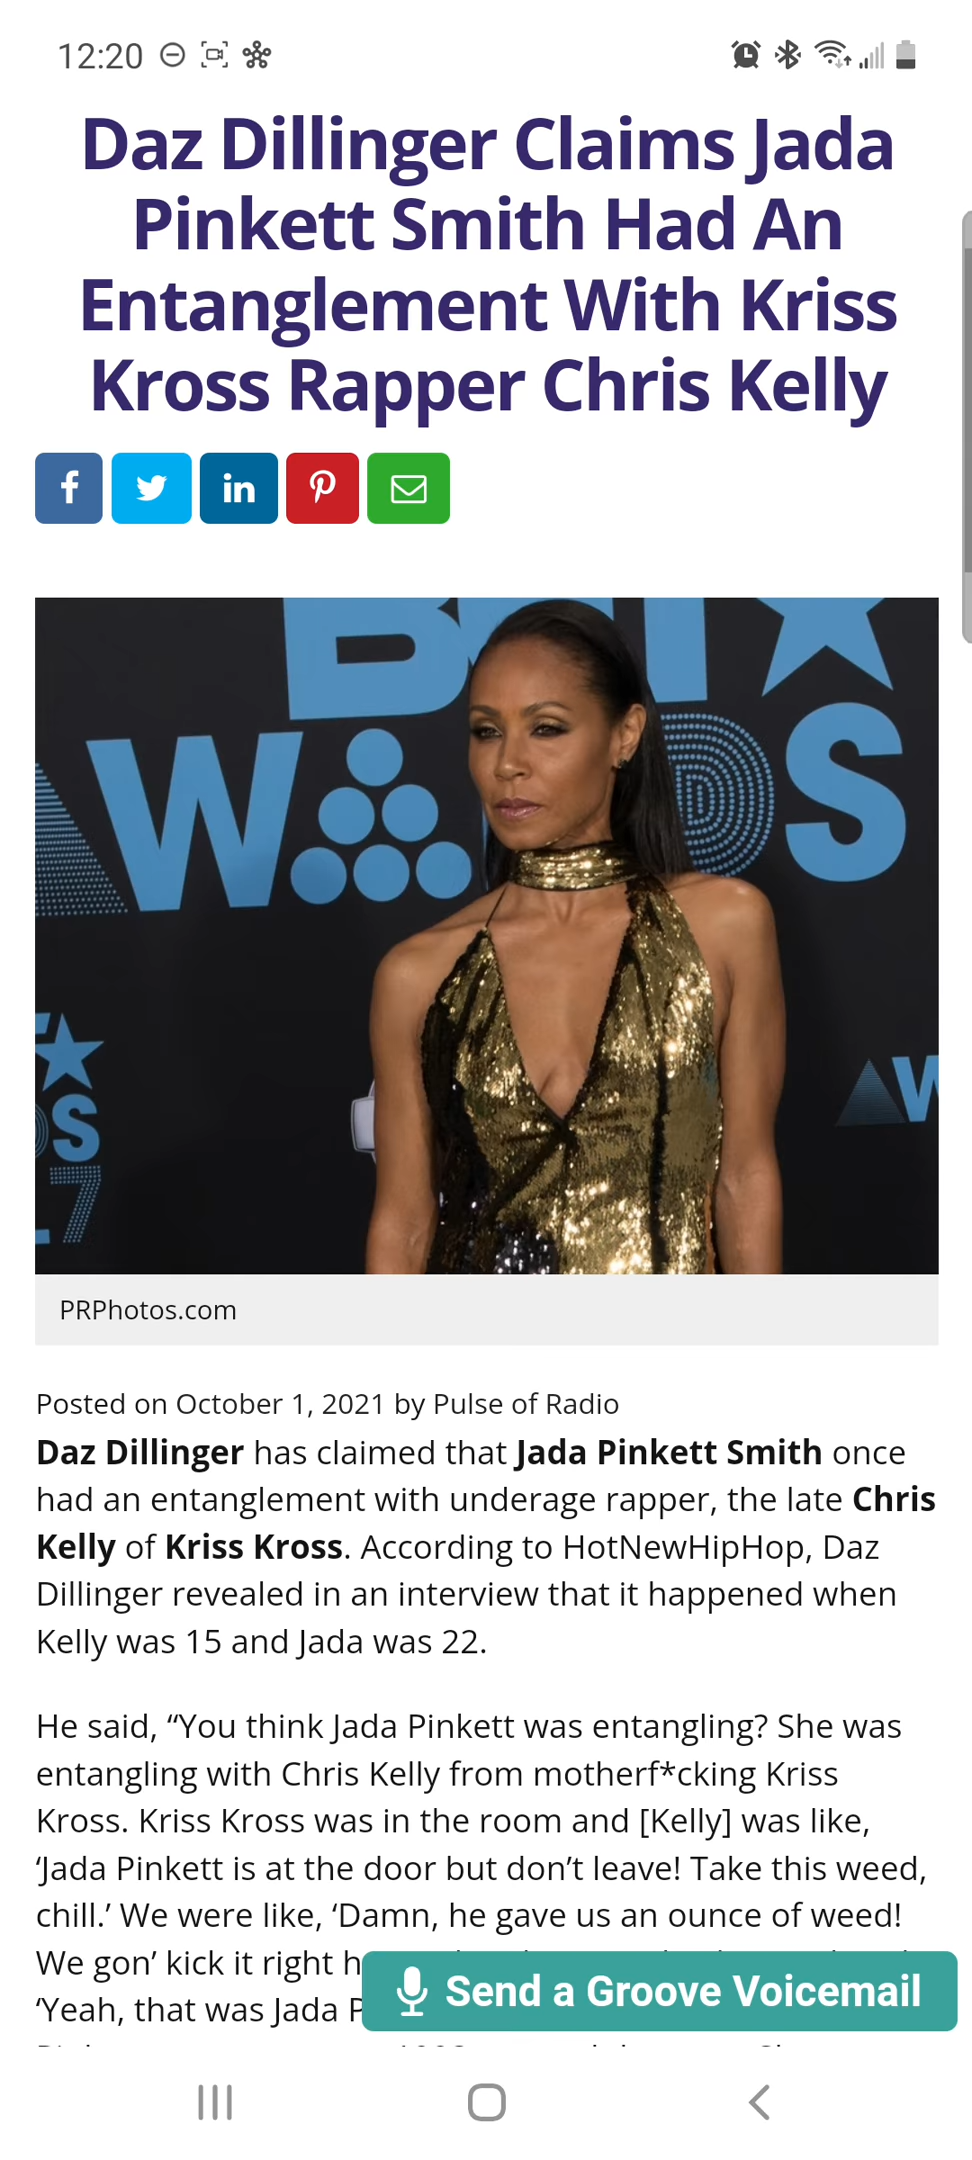 12:20
Daz Dillinger Claims Jada
Pinkett Smith Had An
Entanglement With Kriss
Kross Rapper Chris Kelly
f
in
BET
AWARDS
S
7
AW
PRPhotos.com
Posted on October 1, 2021 by Pulse of Radio
Daz Dillinger has claimed that Jada Pinkett Smith once
had an entanglement with underage rapper, the late Chris
Kelly of Kriss Kross. According to HotNewHipHop, Daz
Dillinger revealed in an interview that it happened when
Kelly was 15 and Jada was 22.
He said, “You think Jada Pinkett was entangling? She was
entangling with Chris Kelly from motherf*cking Kriss
Kross. Kriss Kross was in the room and [Kelly] was like,
‘Jada Pinkett is at the door but don’t leave! Take this weed,
chill.’ We were like, ‘Damn, he gave us an ounce of weed!
We gon’ kick it right
‘Yeah, that was Jada
Send a Groove Voicemail